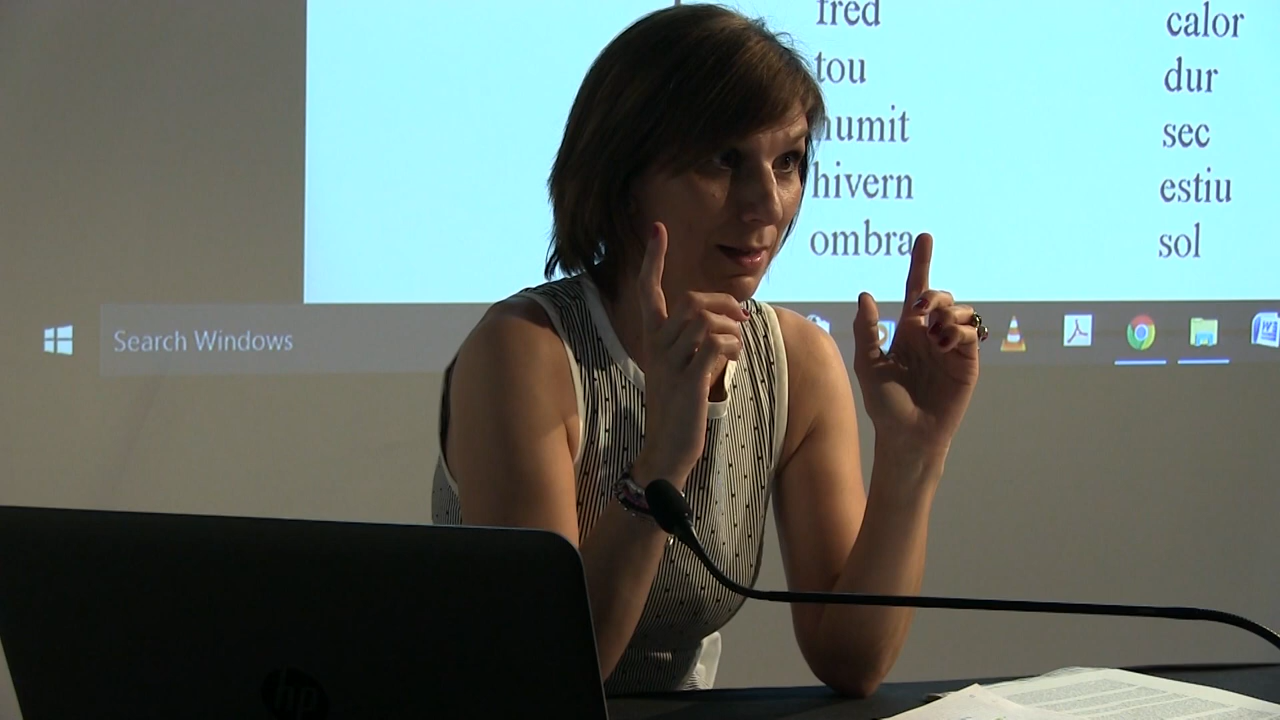 fred calor
tou dur
humit sec
hivern estiu
ombra sol
Search Windows
hp